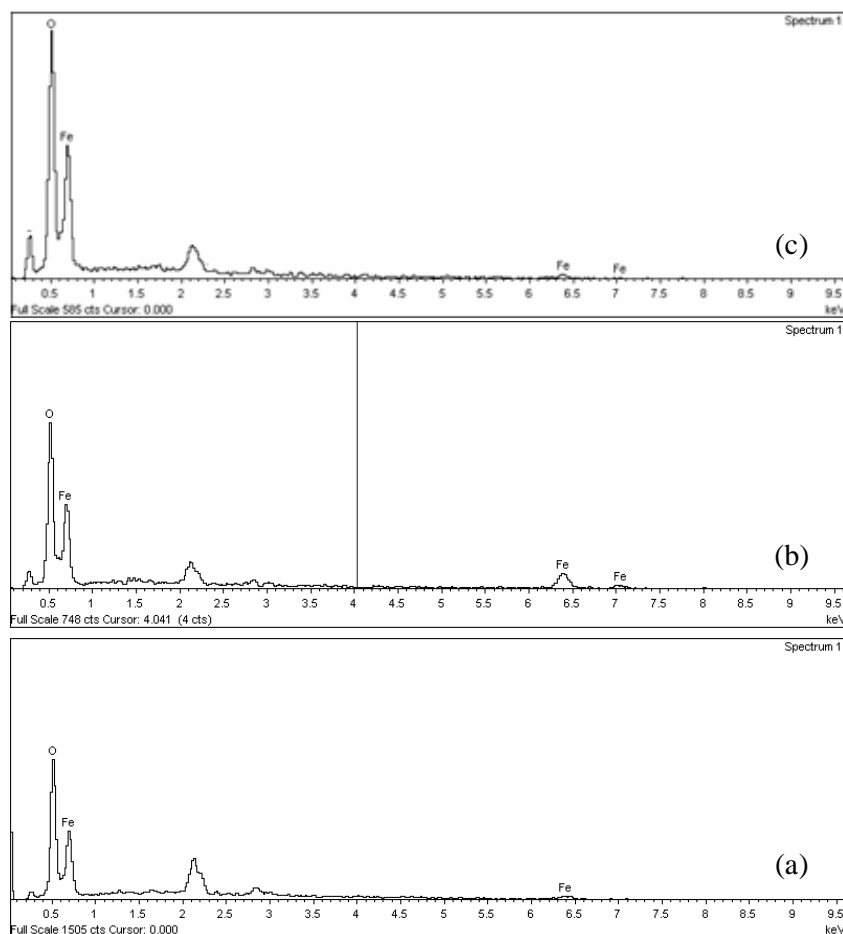 Spectrum 1
O
Fe
(c)
Fe Fe
0.5 1 1.5 2 2.5 3 3.5 4 4.5 5 5.5 6 6.5 7 7.5 8 8.5 9 9.5
Full Scale 585 cts Cursor: 0.000 keV
Spectrum 1
O
Fe
(b)
Fe Fe
0.5 1 1.5 2 2.5 3 3.5 4 4.5 5 5.5 6 6.5 7 7.5 8 8.5 9 9.5
Full Scale 748 cts Cursor: 4.041 (4 cts) keV
Spectrum 1
O
Fe
(a)
Fe
0.5 1 1.5 2 2.5 3 3.5 4 4.5 5 5.5 6 6.5 7 7.5 8 8.5 9 9.5
Full Scale 1505 cts Cursor: 0.000 keV